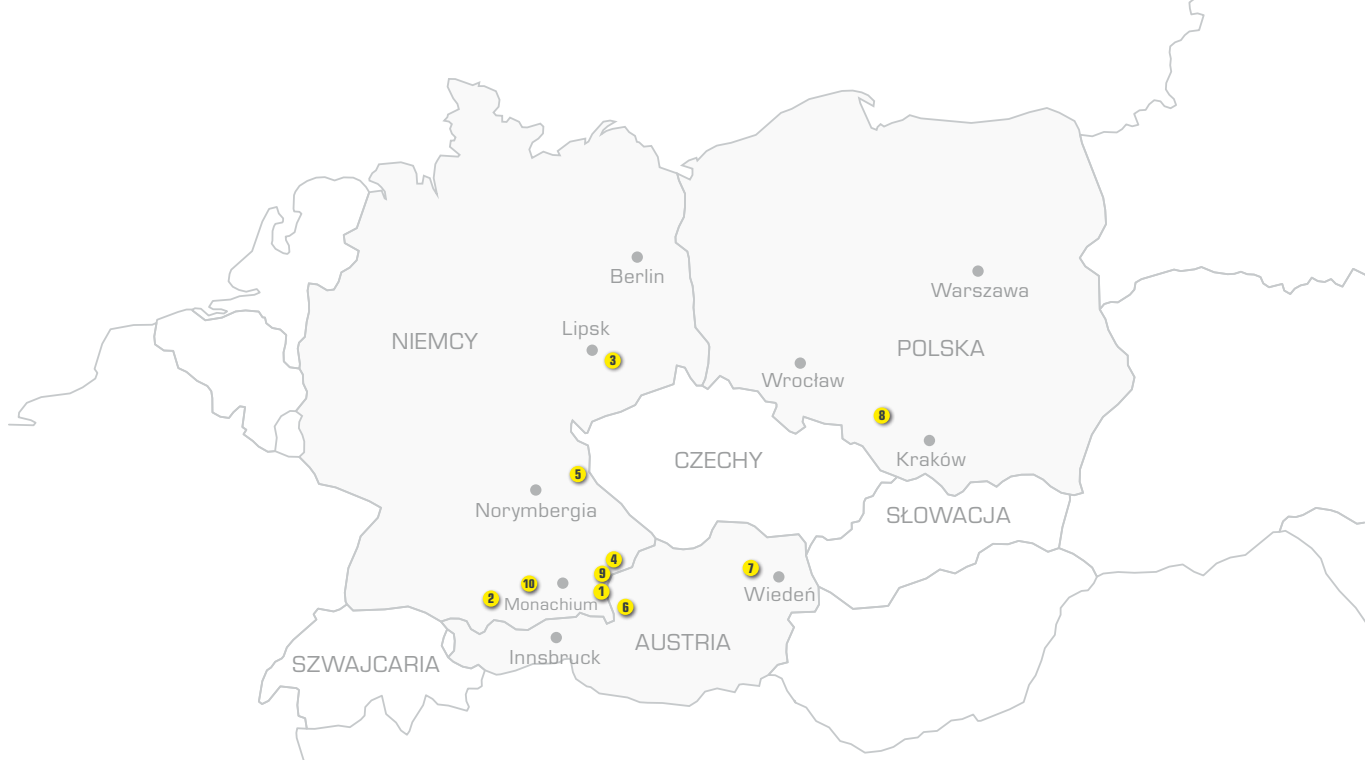 Berlin
Warszawa
Lipsk
NIEMCY
POLSKA
3
Wrocław
8
Kraków
CZECHY
5
Norymbergia
SŁOWACJA
4
9
7
10
1
2
Monachium
Wiedeń
6
AUSTRIA
Innsbruck
SZWAJCARIA